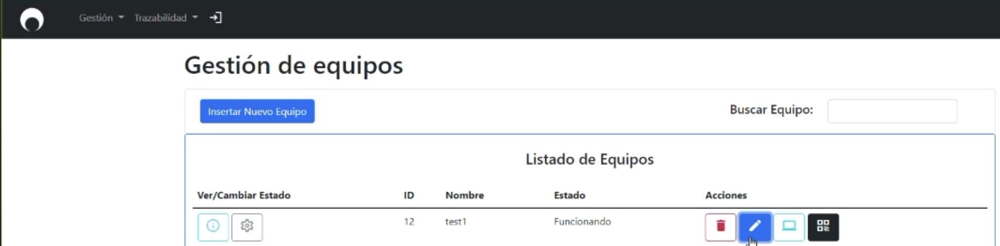 Gestión Trazabilidad
Gestión de equipos
Insertar Nuevo Equipo Buscar Equipo:
Listado de Equipos
Ver/Cambiar Estado ID Nombre Estado Acciones
12 test1 Funcionando